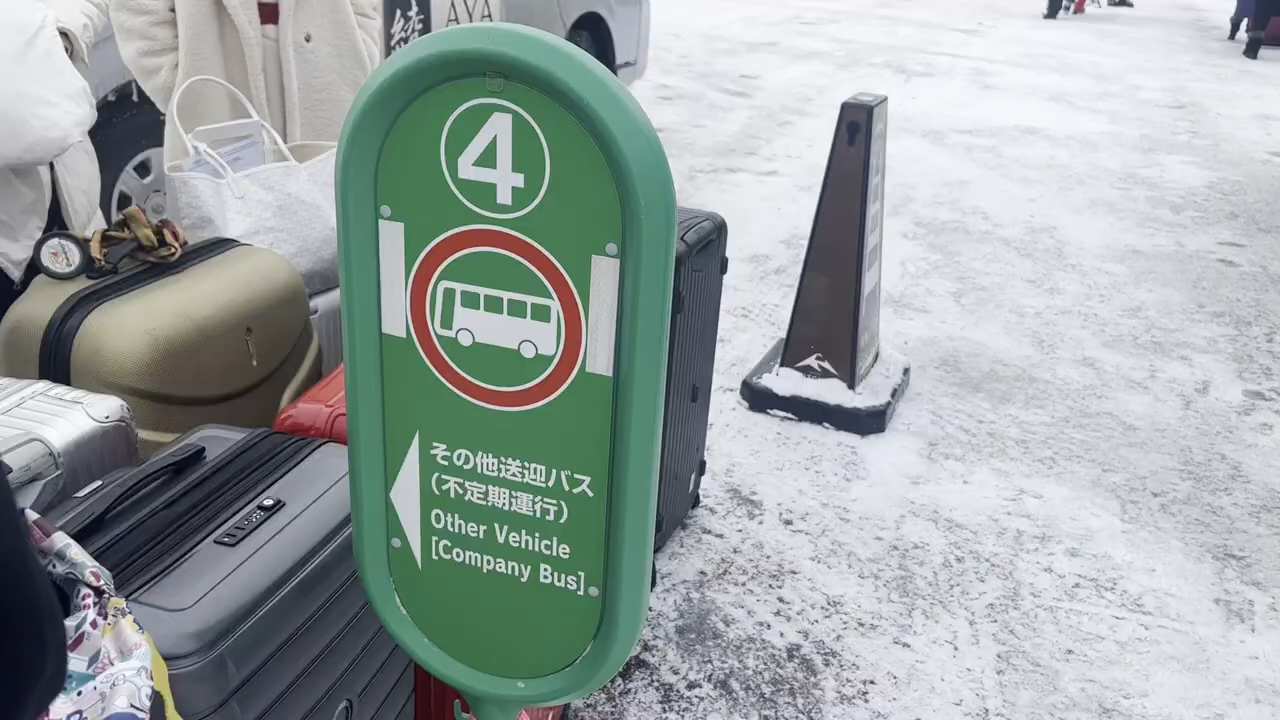 綾
AYA
4
その他送迎バス
(不定期運行)
Other Vehicle
[Company Bus]